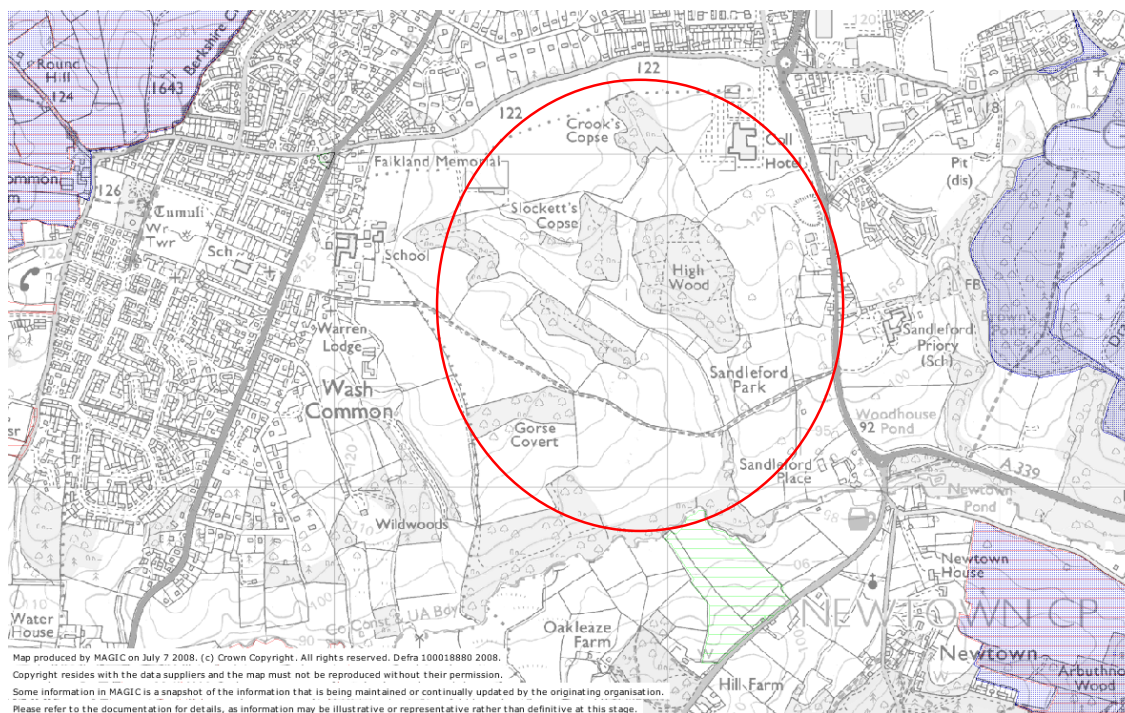 120
Berkshire
Round
Hill
124
1643
122
122
18
Crook's
Copse
Coll
Hotel
Pit
(dis)
Falkland Memorial
126
Tumuli
Wr
Twr
Slockett's
Copse
120
Sch
School
High
Wood
FB
Warren
Lodge
Sandleford
Priory
(Sch)
Sandleford
Park
Wash
Common
Woodhouse
Pond
92
Gorse
Covert
Sandleford
Place
A 339
Newtown
Pond
Wildwoods
Newtown
House
NEWTOWN CP
Water
House
Oakleaze
Farm
Newtown
Hill Farm
Arbuthno
Wood
Map produced by MAGIC on July 7 2008. (c) Crown Copyright. All rights reserved. Defra 100018880 2008.
Copyright resides with the data suppliers and the map must not be reproduced without their permission.
Some information in MAGIC is a snapshot of the information that is being maintained or continually updated by the originating organisation.
Please refer to the documentation for details, as information may be illustrative or representative rather than definitive at this stage.